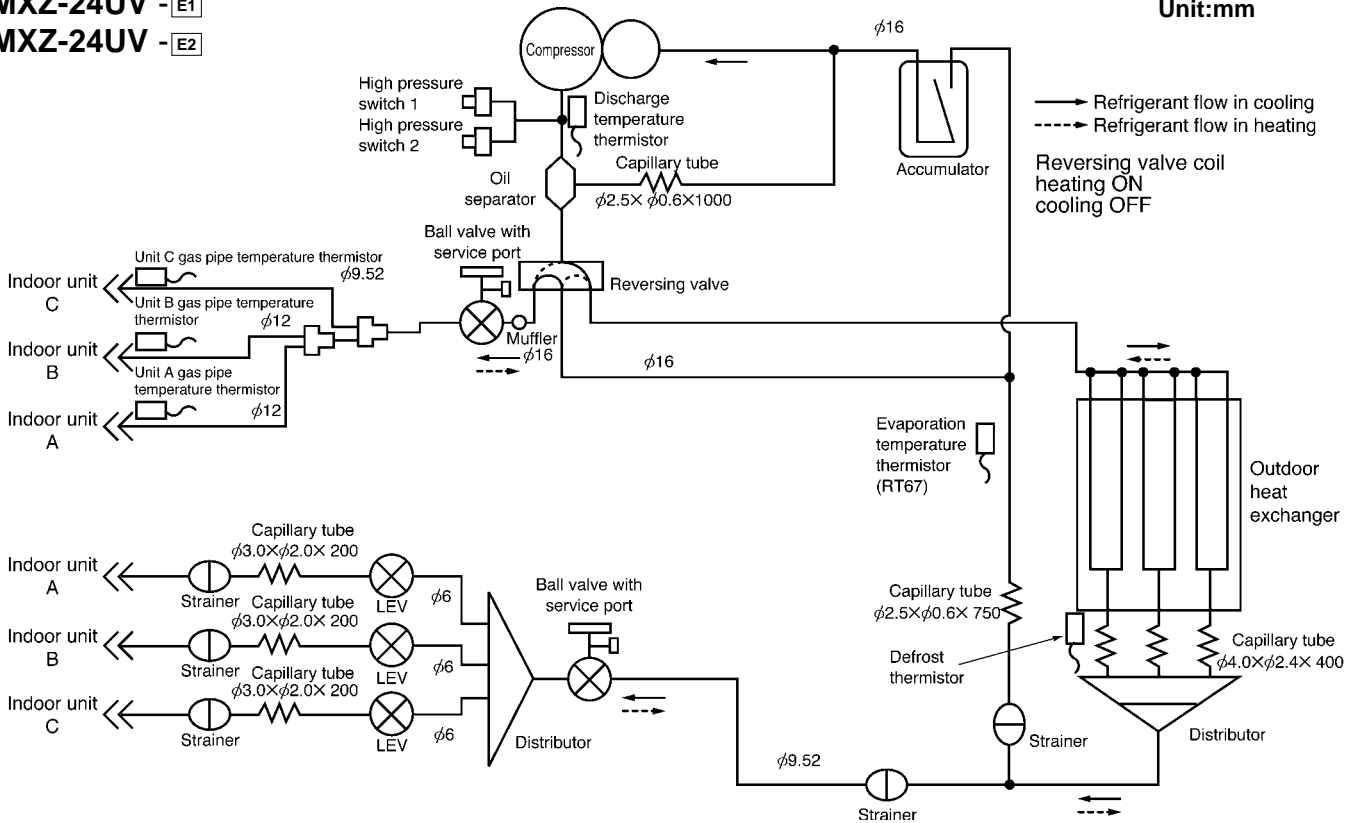 MXZ-24UV - E1
MXZ-24UV - E2
Unit:mm
ϕ16
Compressor
High pressure
switch 1
High pressure
switch 2
Discharge
temperature
thermistor
Oil
separator
Capillary tube
ϕ2.5× ϕ0.6×1000
Accumulator
Refrigerant flow in cooling
Refrigerant flow in heating
Reversing valve coil
heating ON
cooling OFF
Ball valve with
service port
Reversing valve
Muffler
ϕ16
ϕ16
Indoor unit
C
Unit C gas pipe temperature thermistor
ϕ9.52
Indoor unit
B
Unit B gas pipe temperature
thermistor
ϕ12
Indoor unit
A
Unit A gas pipe
temperature thermistor
ϕ12
Evaporation
temperature
thermistor
(RT67)
Outdoor
heat
exchanger
Indoor unit
A
Strainer
Capillary tube
ϕ3.0×ϕ2.0× 200
LEV
ϕ6
Indoor unit
B
Strainer
Capillary tube
ϕ3.0×ϕ2.0× 200
LEV
ϕ6
Indoor unit
C
Strainer
Capillary tube
ϕ3.0×ϕ2.0× 200
LEV
ϕ6
Distributor
Ball valve with
service port
Capillary tube
ϕ2.5×ϕ0.6× 750
Defrost
thermistor
Capillary tube
ϕ4.0×ϕ2.4× 400
Strainer
Distributor
ϕ9.52
Strainer